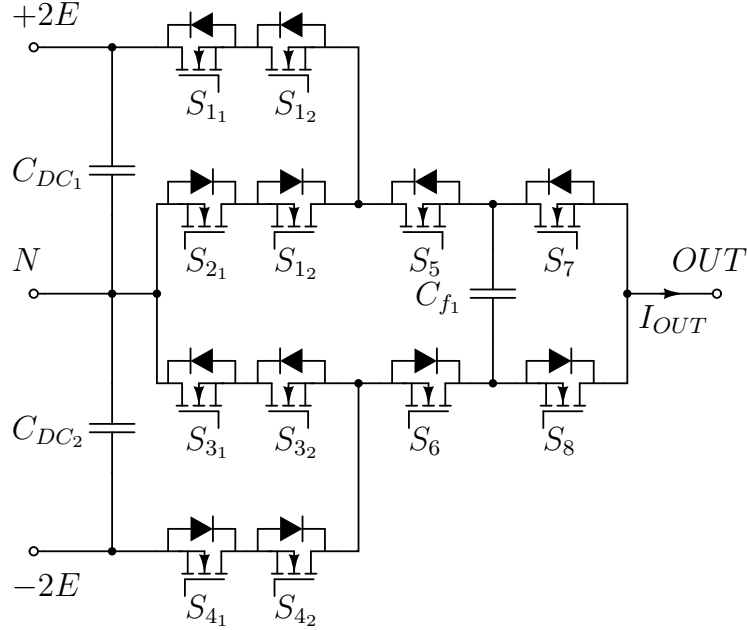 +2E
S₁₁ S₁₂
C_DC₁
N
S₂₁ S₁₂ S₅ S₇
OUT
C_f₁
I_OUT
C_DC₂
S₃₁ S₃₂ S₆ S₈
−2E
S₄₁ S₄₂